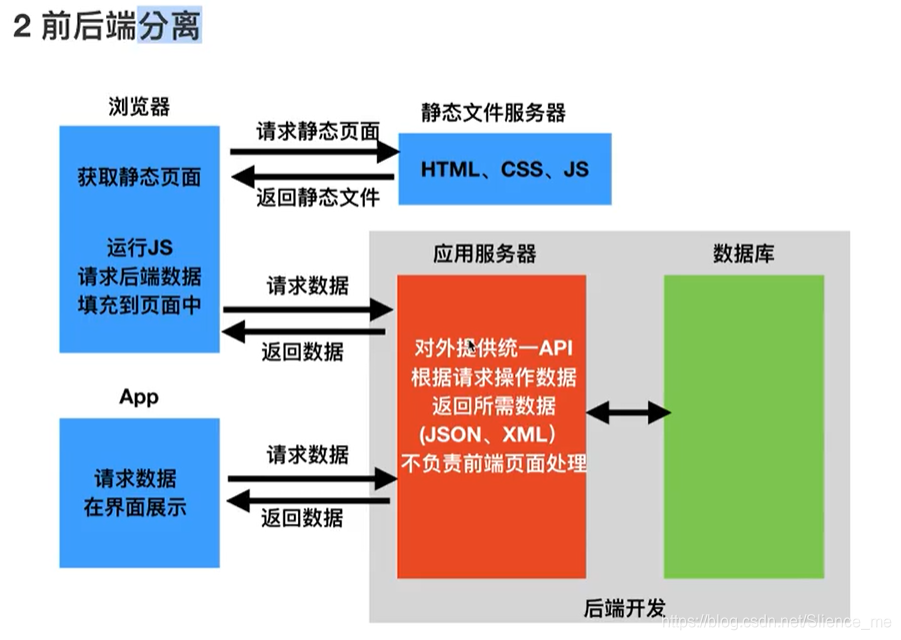 2 前后端分离
浏览器
获取静态页面
运行JS
请求后端数据
填充到页面中
请求静态页面
返回静态文件
静态文件服务器
HTML、CSS、JS
请求数据
返回数据
应用服务器
对外提供统一API
根据请求操作数据
返回所需数据
(JSON、XML）
不负责前端页面处理
数据库
App
请求数据
在界面展示
请求数据
返回数据
后端开发
https://blog.csdn.net/Slience_me